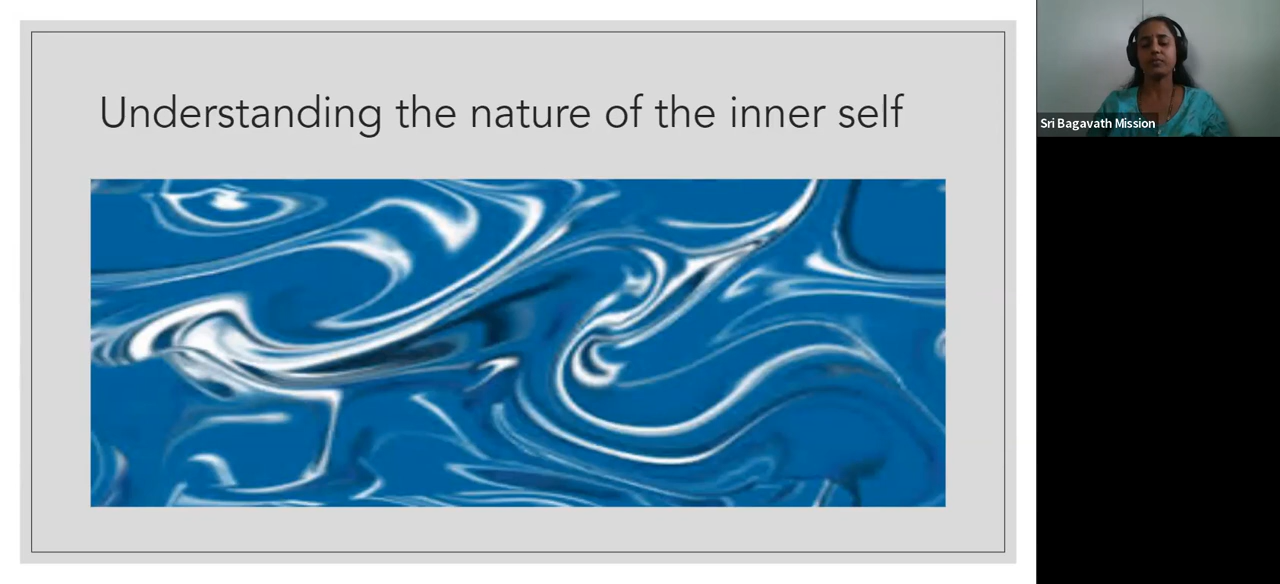 Understanding the nature of the inner self
Sri Bagavath Mission